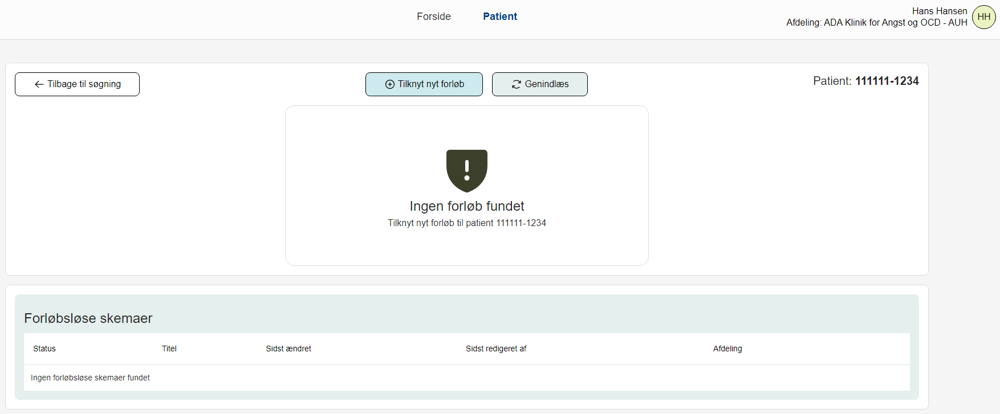 Forside
Patient
Hans Hansen
Afdeling: ADA Klinik for Angst og OCD - AUH
HH
Tilbage til søgning
Tilknyt nyt forløb
Genindlæs
Patient: 111111-1234
Ingen forløb fundet
Tilknyt nyt forløb til patient 111111-1234
Forløbsløse skemaer
Status Titel Sidst ændret Sidst redigeret af Afdeling
Ingen forløbsløse skemaer fundet